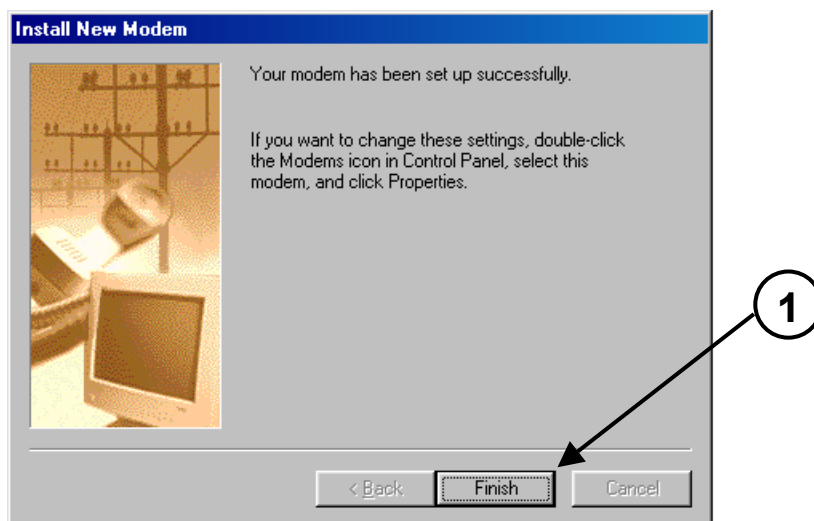 Install New Modem
Your modem has been set up successfully.
If you want to change these settings, double-click
the Modems icon in Control Panel, select this
modem, and click Properties.
1
< Back
Finish
Cancel